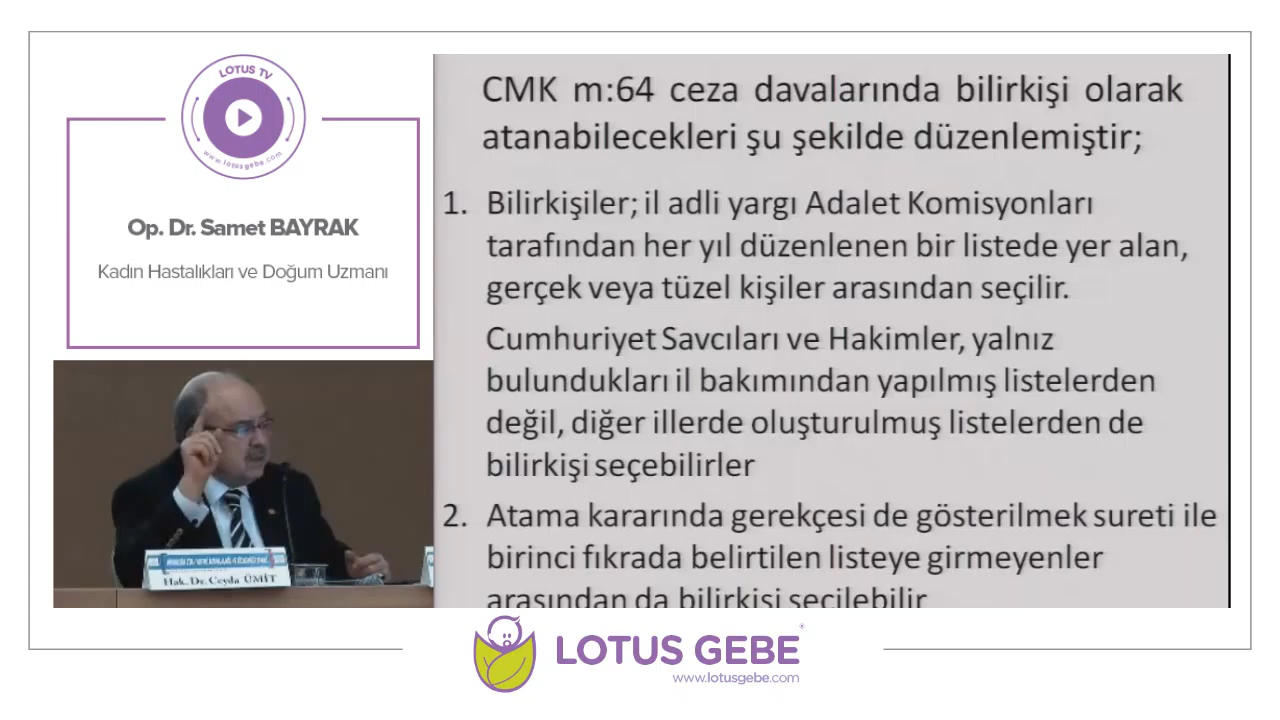 LOTUS TV
www.lotusgebe.com
Op. Dr. Samet BAYRAK
Kadın Hastalıkları ve Doğum Uzmanı
CMK m:64 ceza davalarında bilirkişi olarak
atanabilecekleri şu şekilde düzenlemiştir;
1. Bilirkişiler; il adli yargı Adalet Komisyonları
tarafından her yıl düzenlenen bir listede yer alan,
gerçek veya tüzel kişiler arasından seçilir.
Cumhuriyet Savcıları ve Hakimler, yalnız
bulundukları il bakımından yapılmış listelerden
değil, diğer illerde oluşturulmuş listelerden de
bilirkişi seçebilirler
2. Atama kararında gerekçesi de gösterilmek sureti ile
birinci fıkrada belirtilen listeye girmeyenler
arasından da bilirkişi seçilebilir
Hak. Dr. Ceyda ÜMİT
LOTUS GEBE®
www.lotusgebe.com